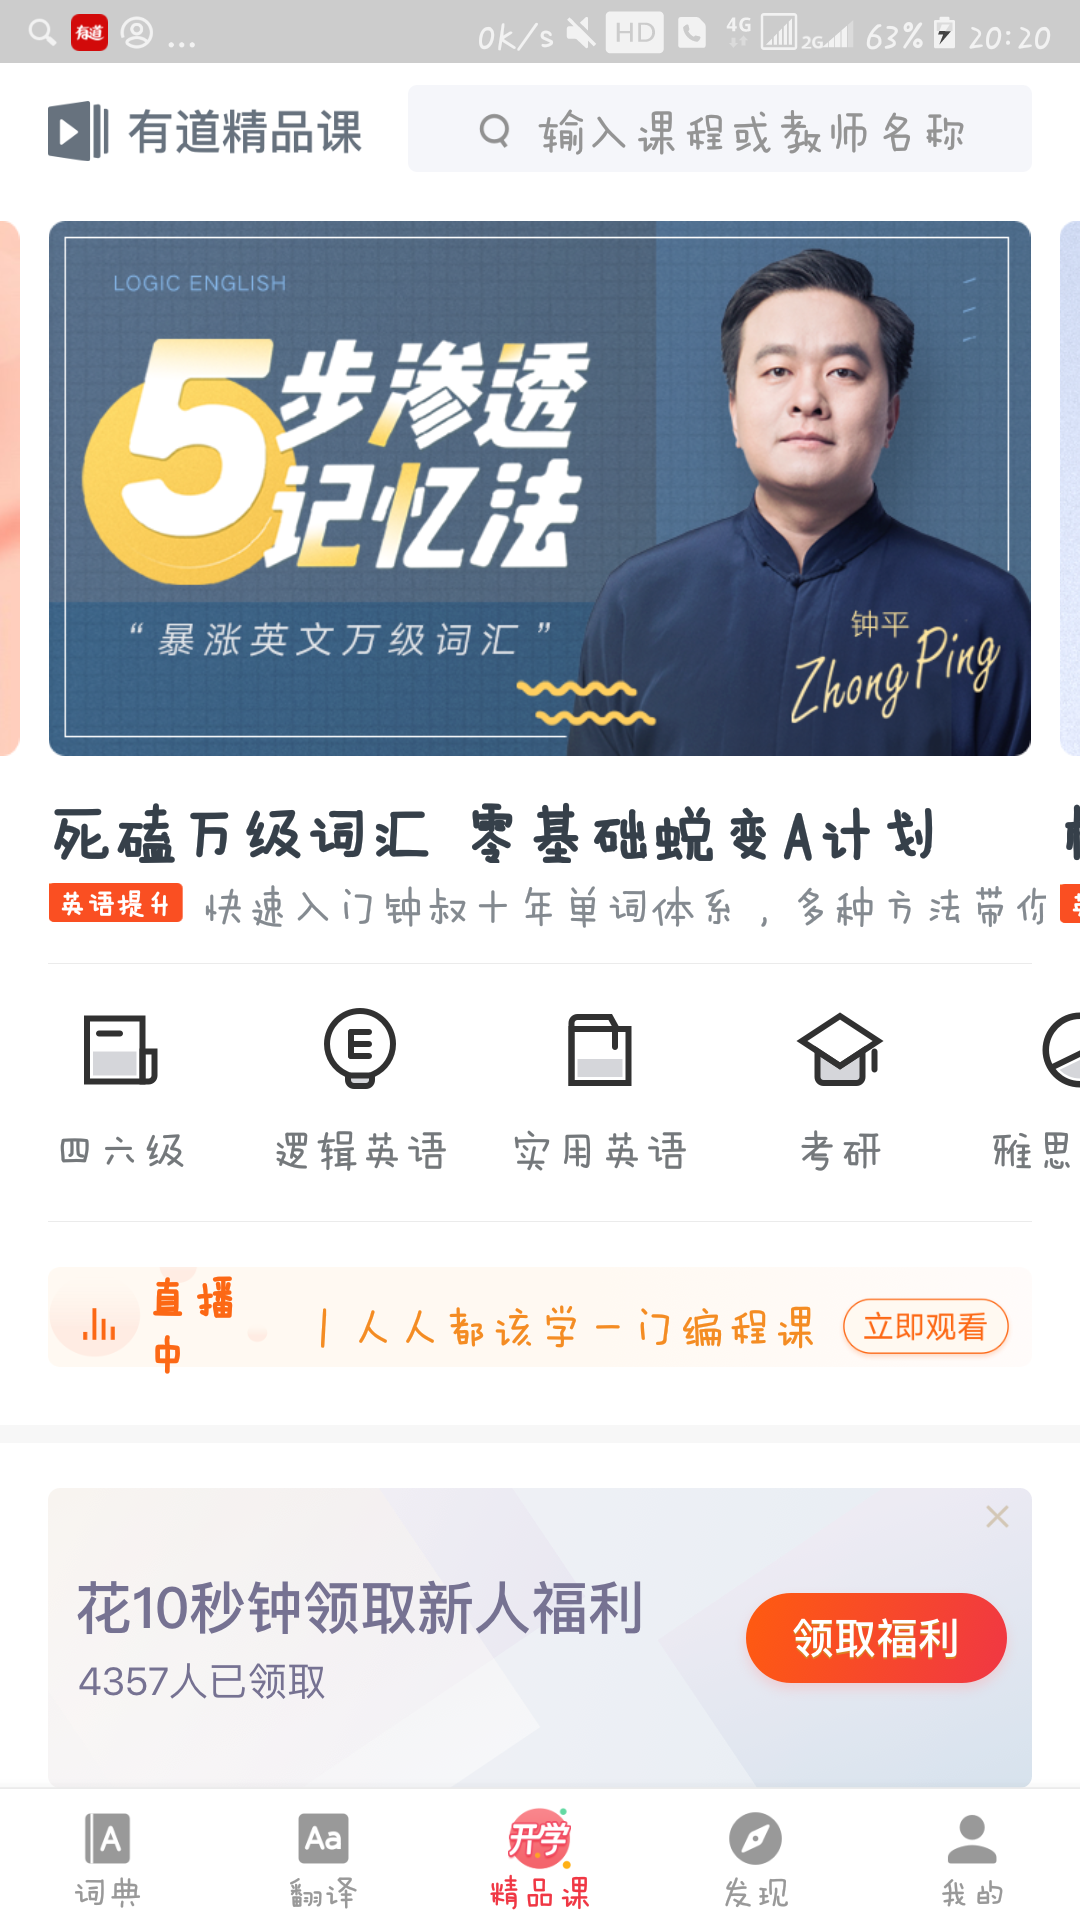 有道 ... 0k/s HD 4G 2G 63% 20:20
有道精品课 输入课程或教师名称
LOGIC ENGLISH
5步渗透
记忆法
“暴涨英文万级词汇”
钟平
Zhong Ping
死磕万级词汇 零基础蜕变A计划
英语提升 快速入门钟叔十年单词体系，多种方法带你
四六级 逻辑英语 实用英语 考研 雅思
直播中 | 人人都该学一门编程课 立即观看
花10秒钟领取新人福利
4357人已领取
领取福利
开学
词典 翻译 精品课 发现 我的